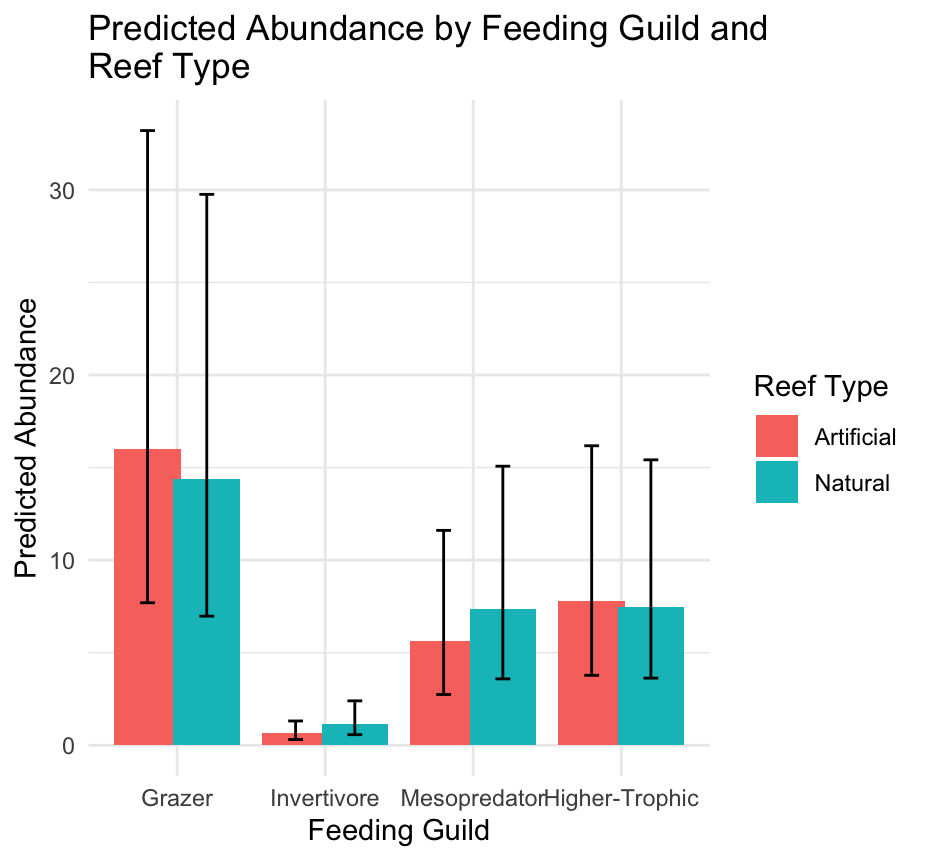 Predicted Abundance by Feeding Guild and
Reef Type
Predicted Abundance
30
20
10
0
Grazer Invertivore Mesopredator Higher-Trophic
Feeding Guild
Reef Type
Artificial
Natural